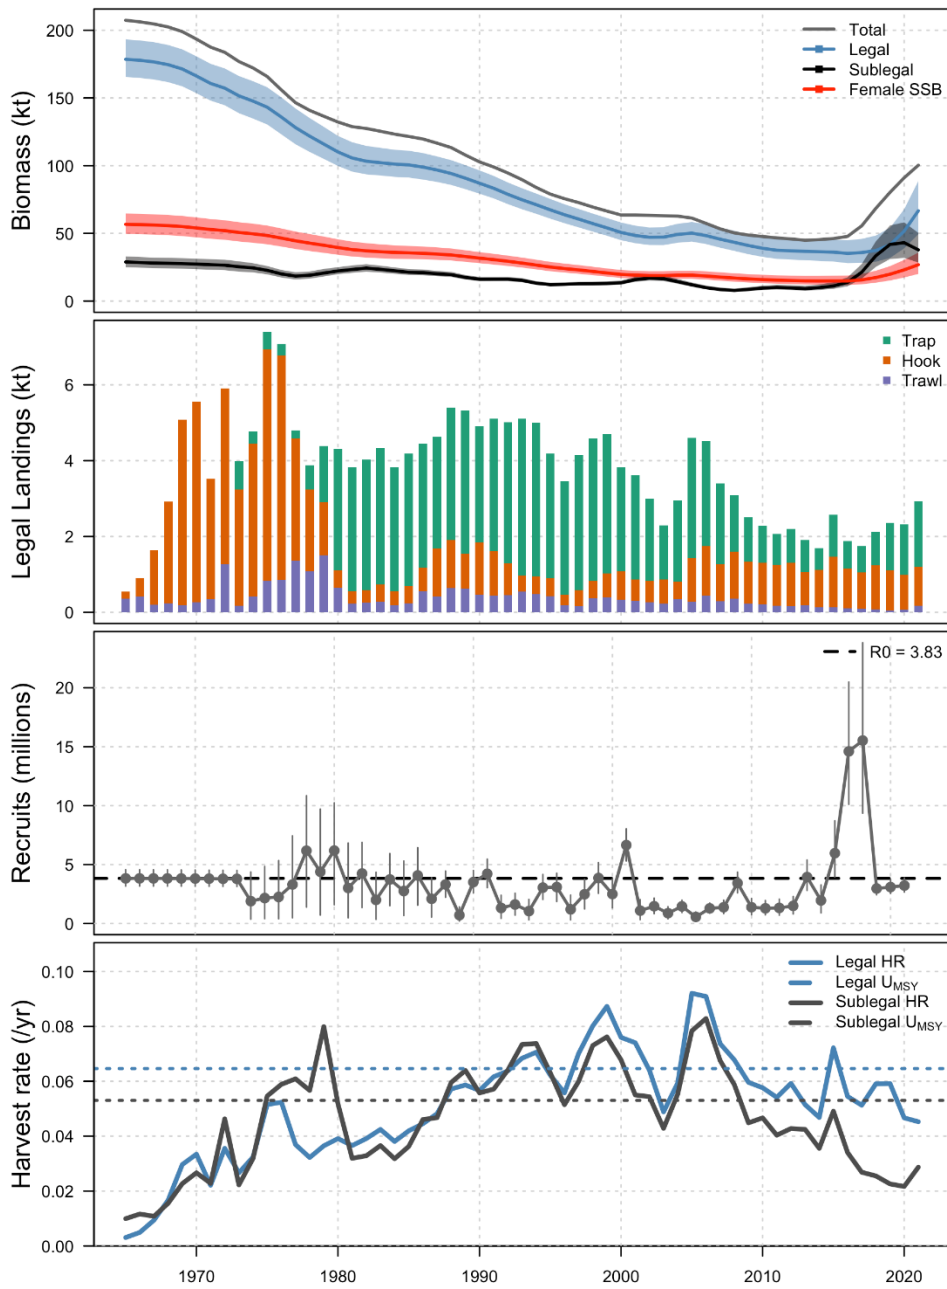 Biomass (kt)
200
150
100
50
0
Total
Legal
Sublegal
Female SSB
Legal Landings (kt)
6
4
2
0
Trap
Hook
Trawl
Recruits (millions)
20
15
10
5
0
R0 = 3.83
Harvest rate (/yr)
0.10
0.08
0.06
0.04
0.02
0.00
Legal HR
Legal UMSY
Sublegal HR
Sublegal UMSY
1970 1980 1990 2000 2010 2020